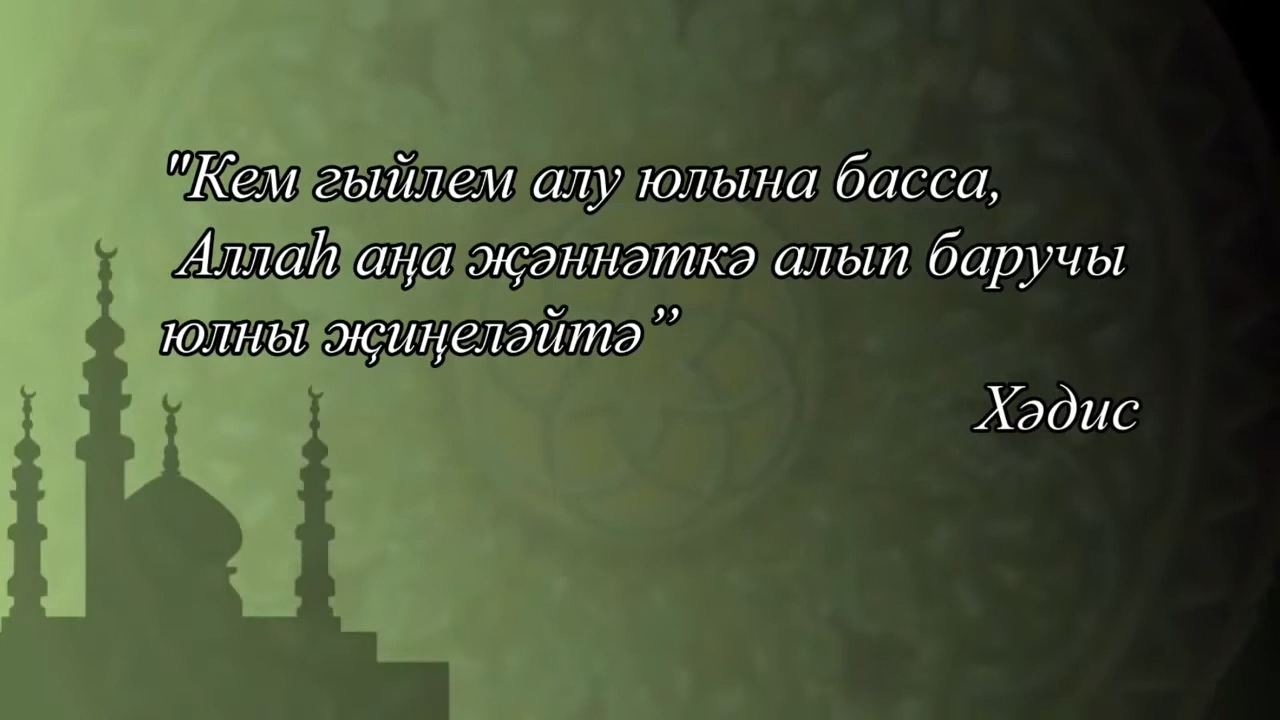 "Кем гыйлем алу юлына басса,
Аллаһ аңа җәннәткә алып баручы
юлны җиңеләйтә”
Хәдис